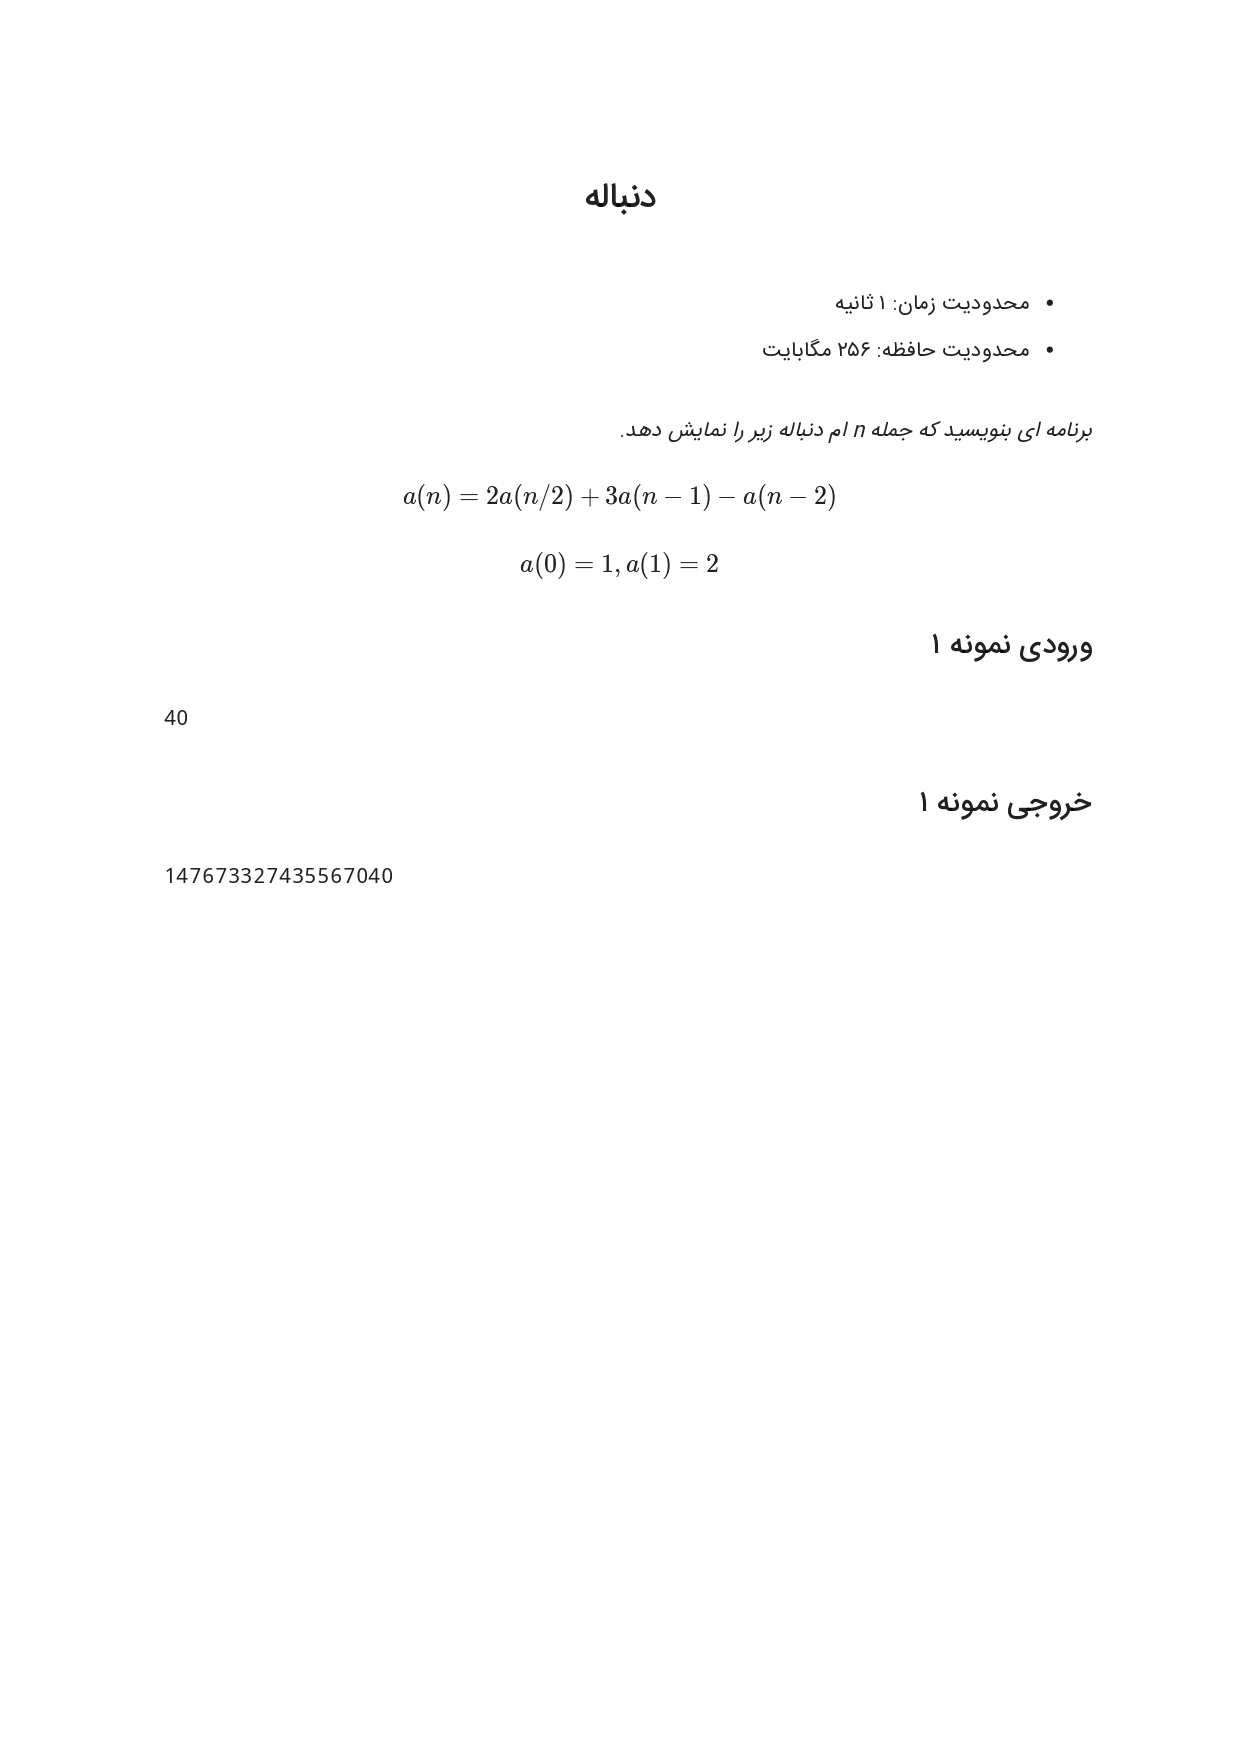 دنباله
• محدودیت زمان: ۱ ثانیه
• محدودیت حافظه: ۲۵۶ مگابایت
برنامه ای بنویسید که جمله n ام دنباله زیر را نمایش دهد.
a(n) = 2a(n/2) + 3a(n − 1) − a(n − 2)
a(0) = 1, a(1) = 2
ورودی نمونه ۱
40
خروجی نمونه ۱
147673327435567040